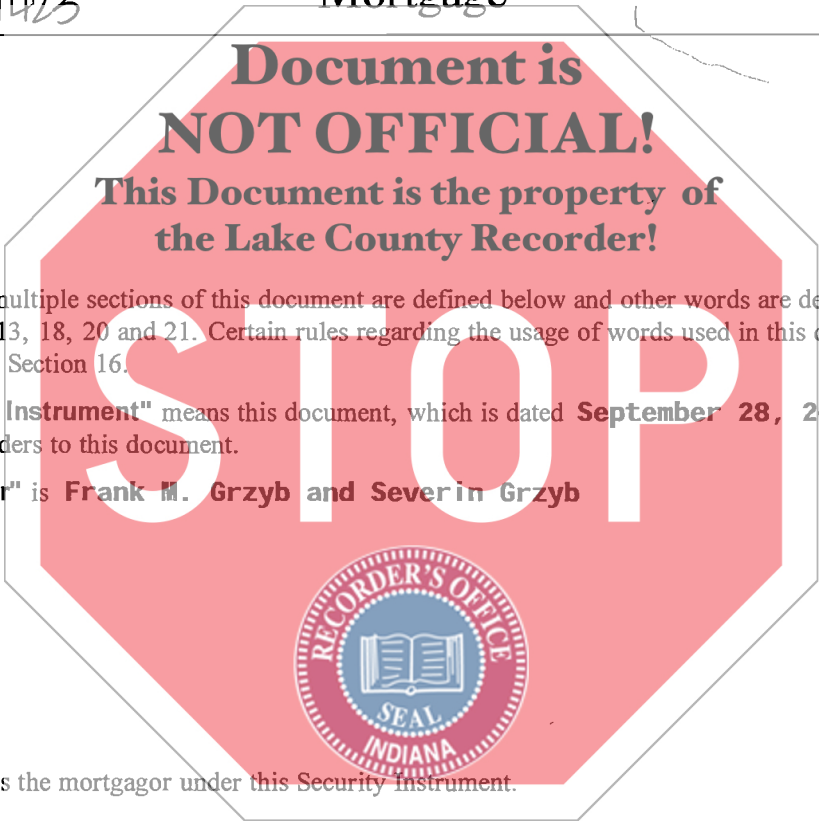 Mortgage
Document is
NOT OFFICIAL!
This Document is the property of
the Lake County Recorder!
multiple sections of this document are defined below and other words are de
13, 18, 20 and 21. Certain rules regarding the usage of words used in this d
Section 16.
Instrument" means this document, which is dated September 28, 2
ders to this document.
r" is Frank M. Grzyb and Severin Grzyb
STOP
RECORDER'S OFFICE
SEAL
INDIANA
s the mortgagor under this Security Instrument.